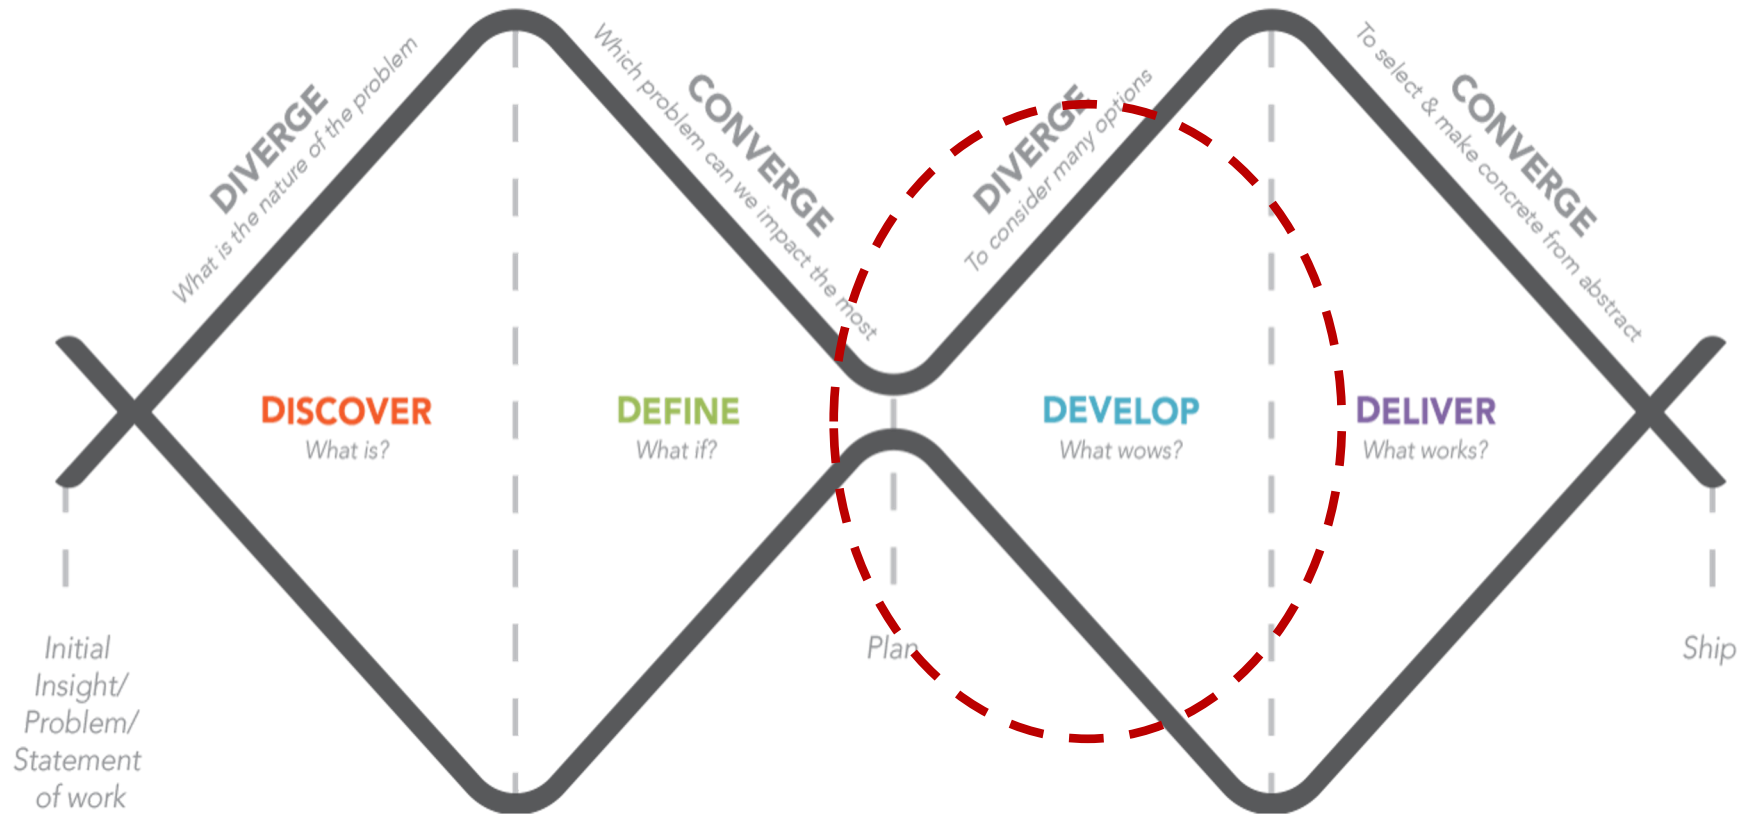 DIVERGE
What is the nature of the problem
Which problem can we impact the most
CONVERGE
DIVERGE
To consider many options
To select & make concrete from abstract
CONVERGE
DISCOVER
What is?
DEFINE
What if?
DEVELOP
What wows?
DELIVER
What works?
Initial
Insight/
Problem/
Statement
of work
Plan
Ship